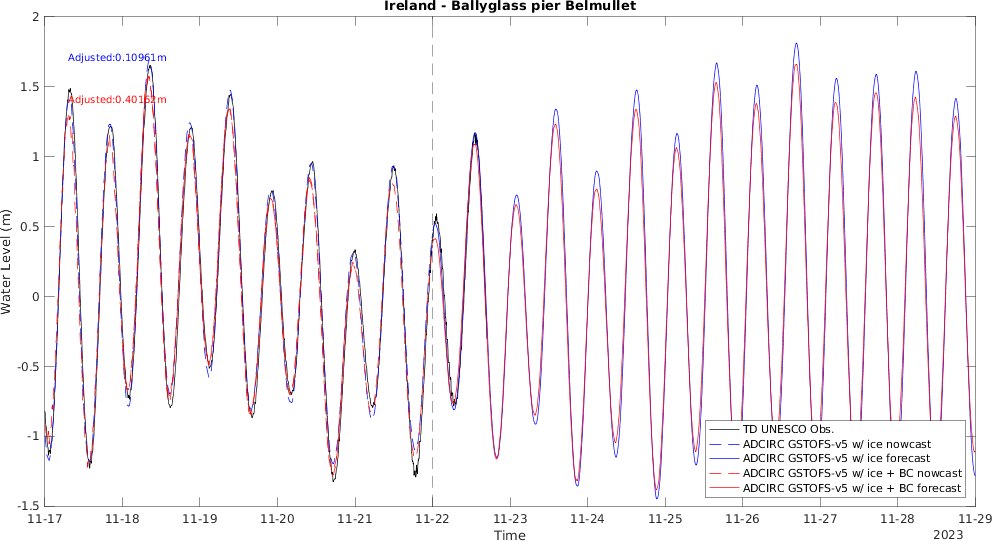 Ireland - Ballyglass pier Belmullet
Adjusted:0.10961m
Adjusted:0.40152m
Water Level (m)
2
1.5
1
0.5
0
-0.5
-1
-1.5
11-17
11-18
11-19
11-20
11-21
11-22
11-23
11-24
11-25
11-26
11-27
11-28
11-29
Time
2023
TD UNESCO Obs.
ADCIRC GSTOFS-v5 w/ ice nowcast
ADCIRC GSTOFS-v5 w/ ice forecast
ADCIRC GSTOFS-v5 w/ ice + BC nowcast
ADCIRC GSTOFS-v5 w/ ice + BC forecast